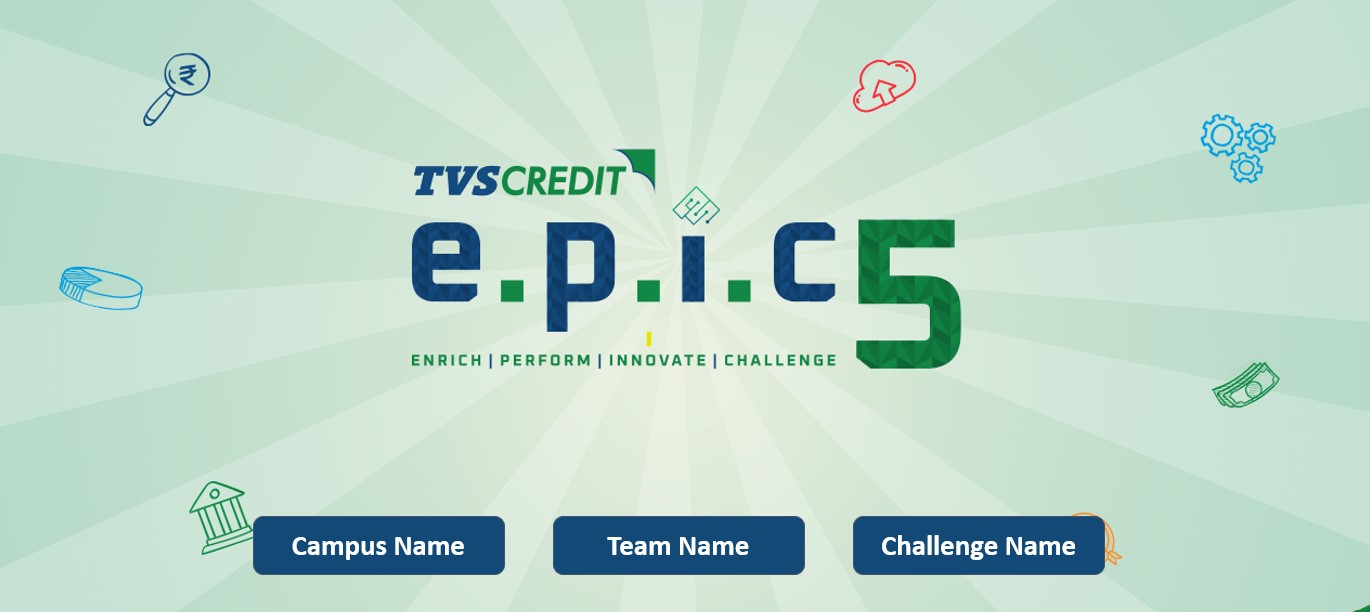 ₹
TVS CREDIT
e.p.i.c 5
ENRICH | PERFORM | INNOVATE | CHALLENGE
Campus Name
Team Name
Challenge Name